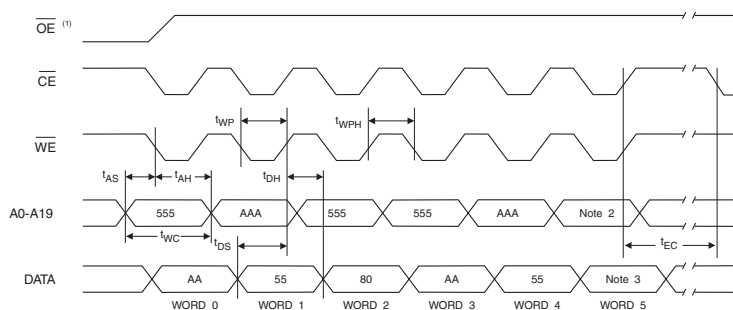 OE (1)
CE
tWP
tWPH
WE
tAS
tAH
tDH
A0-A19
555
AAA
555
555
AAA
Note 2
tWC
tDS
tEC
DATA
AA
55
80
AA
55
Note 3
WORD 0
WORD 1
WORD 2
WORD 3
WORD 4
WORD 5